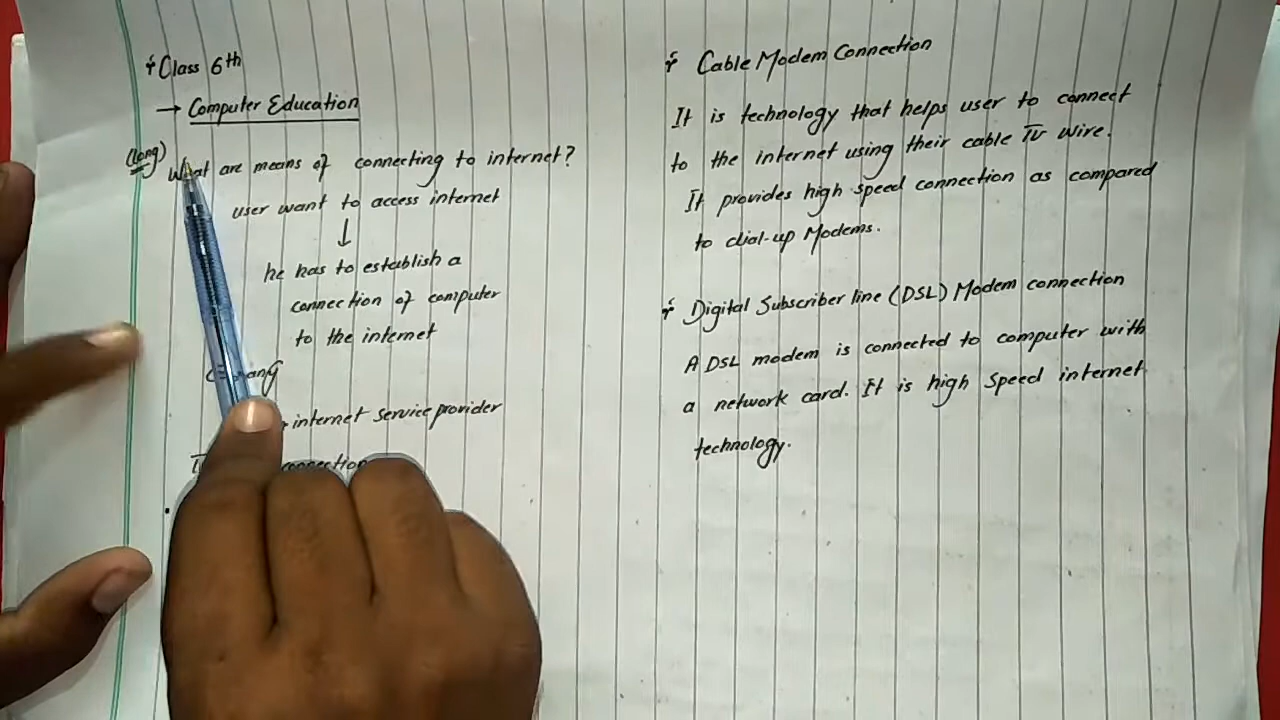 Class 6th
→ Computer Education
(long) What are means of connecting to internet?
user want to access internet
↓
he has to establish a
connection of computer
to the internet
internet service provider
connection
Cable Modem Connection
It is technology that helps user to connect
to the internet using their cable TV wire.
It provides high speed connection as compared
to dial-up Modems.
Digital Subscriber line (DSL) Modem connection
A DSL modem is connected to computer with
a network card. It is high speed internet
technology.